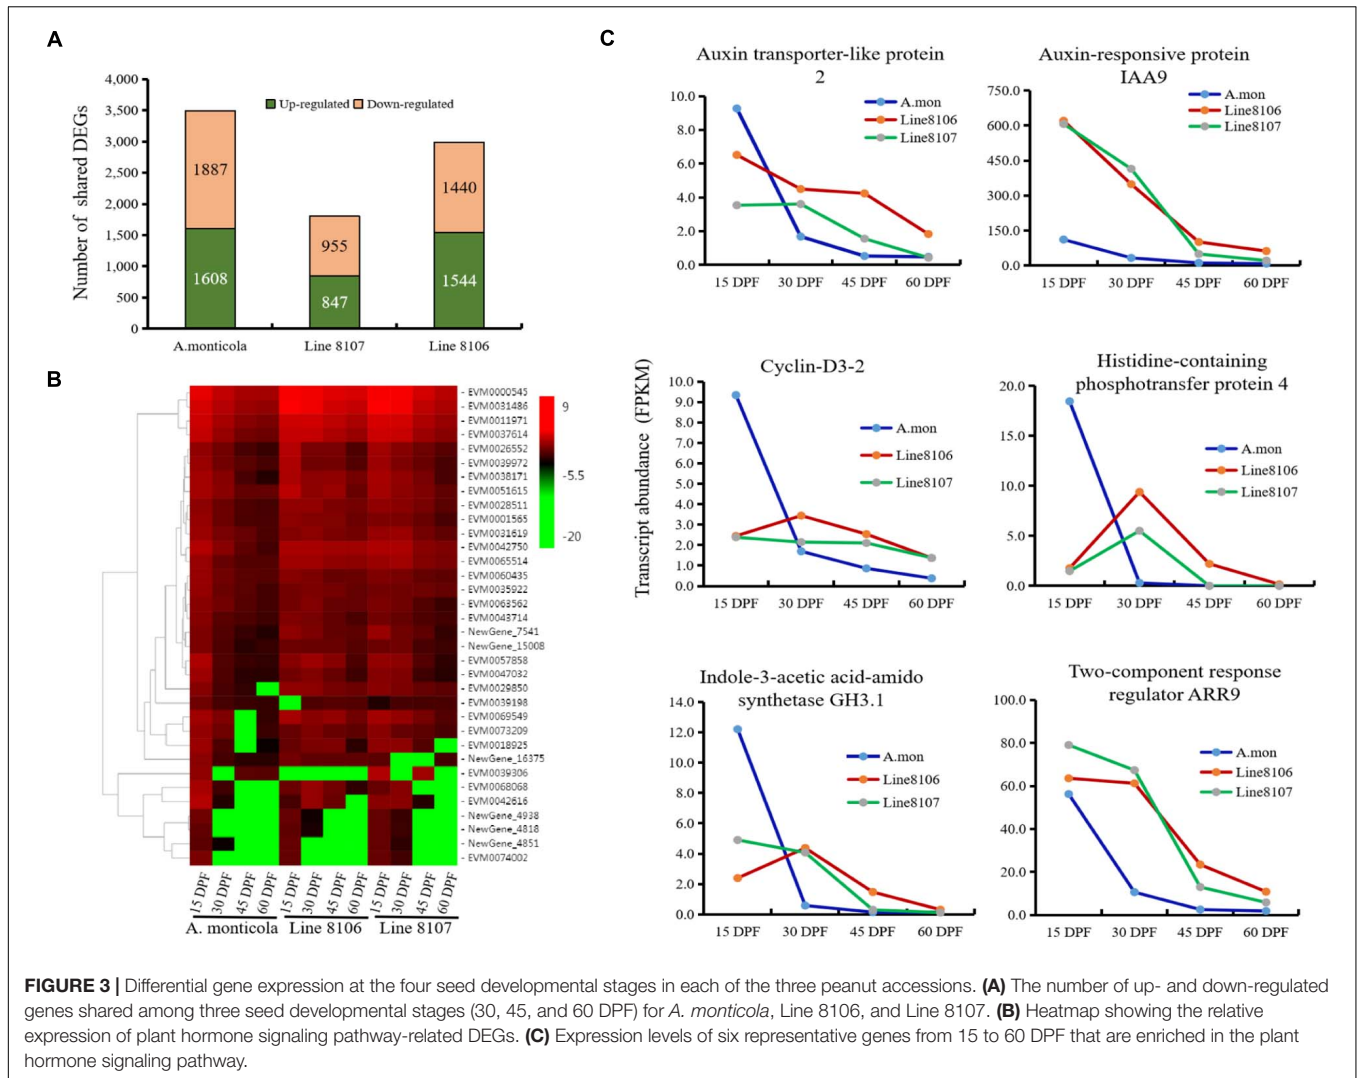 A
4,000
3,500
3,000
2,500
2,000
1,500
1,000
500
0
Number of shared DEGs
Up-regulated Down-regulated
1887
1608
955
847
1440
1544
A.monticola Line 8107 Line 8106
B
EVM0000545
EVM0031486
EVM0011971
EVM0037614
EVM0026552
EVM0039972
EVM0038171
EVM0051615
EVM0028511
EVM0001565
EVM0031619
EVM0042750
EVM0065514
EVM0060435
EVM0035922
EVM0063562
EVM0043714
NewGene_7541
NewGene_15008
EVM0057858
EVM0047032
EVM0029850
EVM0039198
EVM0069549
EVM0073209
EVM0018925
NewGene_16375
EVM0039306
EVM0068068
EVM0042616
NewGene_4938
NewGene_4818
NewGene_4851
EVM0074002
9
-5.5
-20
15 DPF 30 DPF 45 DPF 60 DPF 15 DPF 30 DPF 45 DPF 60 DPF 15 DPF 30 DPF 45 DPF 60 DPF
A. monticola Line 8106 Line 8107
C
Transcript abundance (FPKM)
Auxin transporter-like protein
2
10.0
8.0
6.0
4.0
2.0
0.0
A.mon
Line8106
Line8107
15 DPF 30 DPF 45 DPF 60 DPF
Auxin-responsive protein
IAA9
750.0
600.0
450.0
300.0
150.0
0.0
A.mon
Line8106
Line8107
15 DPF 30 DPF 45 DPF 60 DPF
Cyclin-D3-2
10.0
9.0
8.0
7.0
6.0
5.0
4.0
3.0
2.0
1.0
0.0
A.mon
Line8106
Line8107
15 DPF 30 DPF 45 DPF 60 DPF
Histidine-containing
phosphotransfer protein 4
20.0
15.0
10.0
5.0
0.0
A.mon
Line8106
Line8107
15 DPF 30 DPF 45 DPF 60 DPF
Indole-3-acetic acid-amido
synthetase GH3.1
14.0
12.0
10.0
8.0
6.0
4.0
2.0
0.0
A.mon
Line8106
Line8107
15 DPF 30 DPF 45 DPF 60 DPF
Two-component response
regulator ARR9
100.0
80.0
60.0
40.0
20.0
0.0
A.mon
Line8106
Line8107
15 DPF 30 DPF 45 DPF 60 DPF
FIGURE 3 | Differential gene expression at the four seed developmental stages in each of the three peanut accessions. (A) The number of up- and down-regulated
genes shared among three seed developmental stages (30, 45, and 60 DPF) for A. monticola, Line 8106, and Line 8107. (B) Heatmap showing the relative
expression of plant hormone signaling pathway-related DEGs. (C) Expression levels of six representative genes from 15 to 60 DPF that are enriched in the plant
hormone signaling pathway.